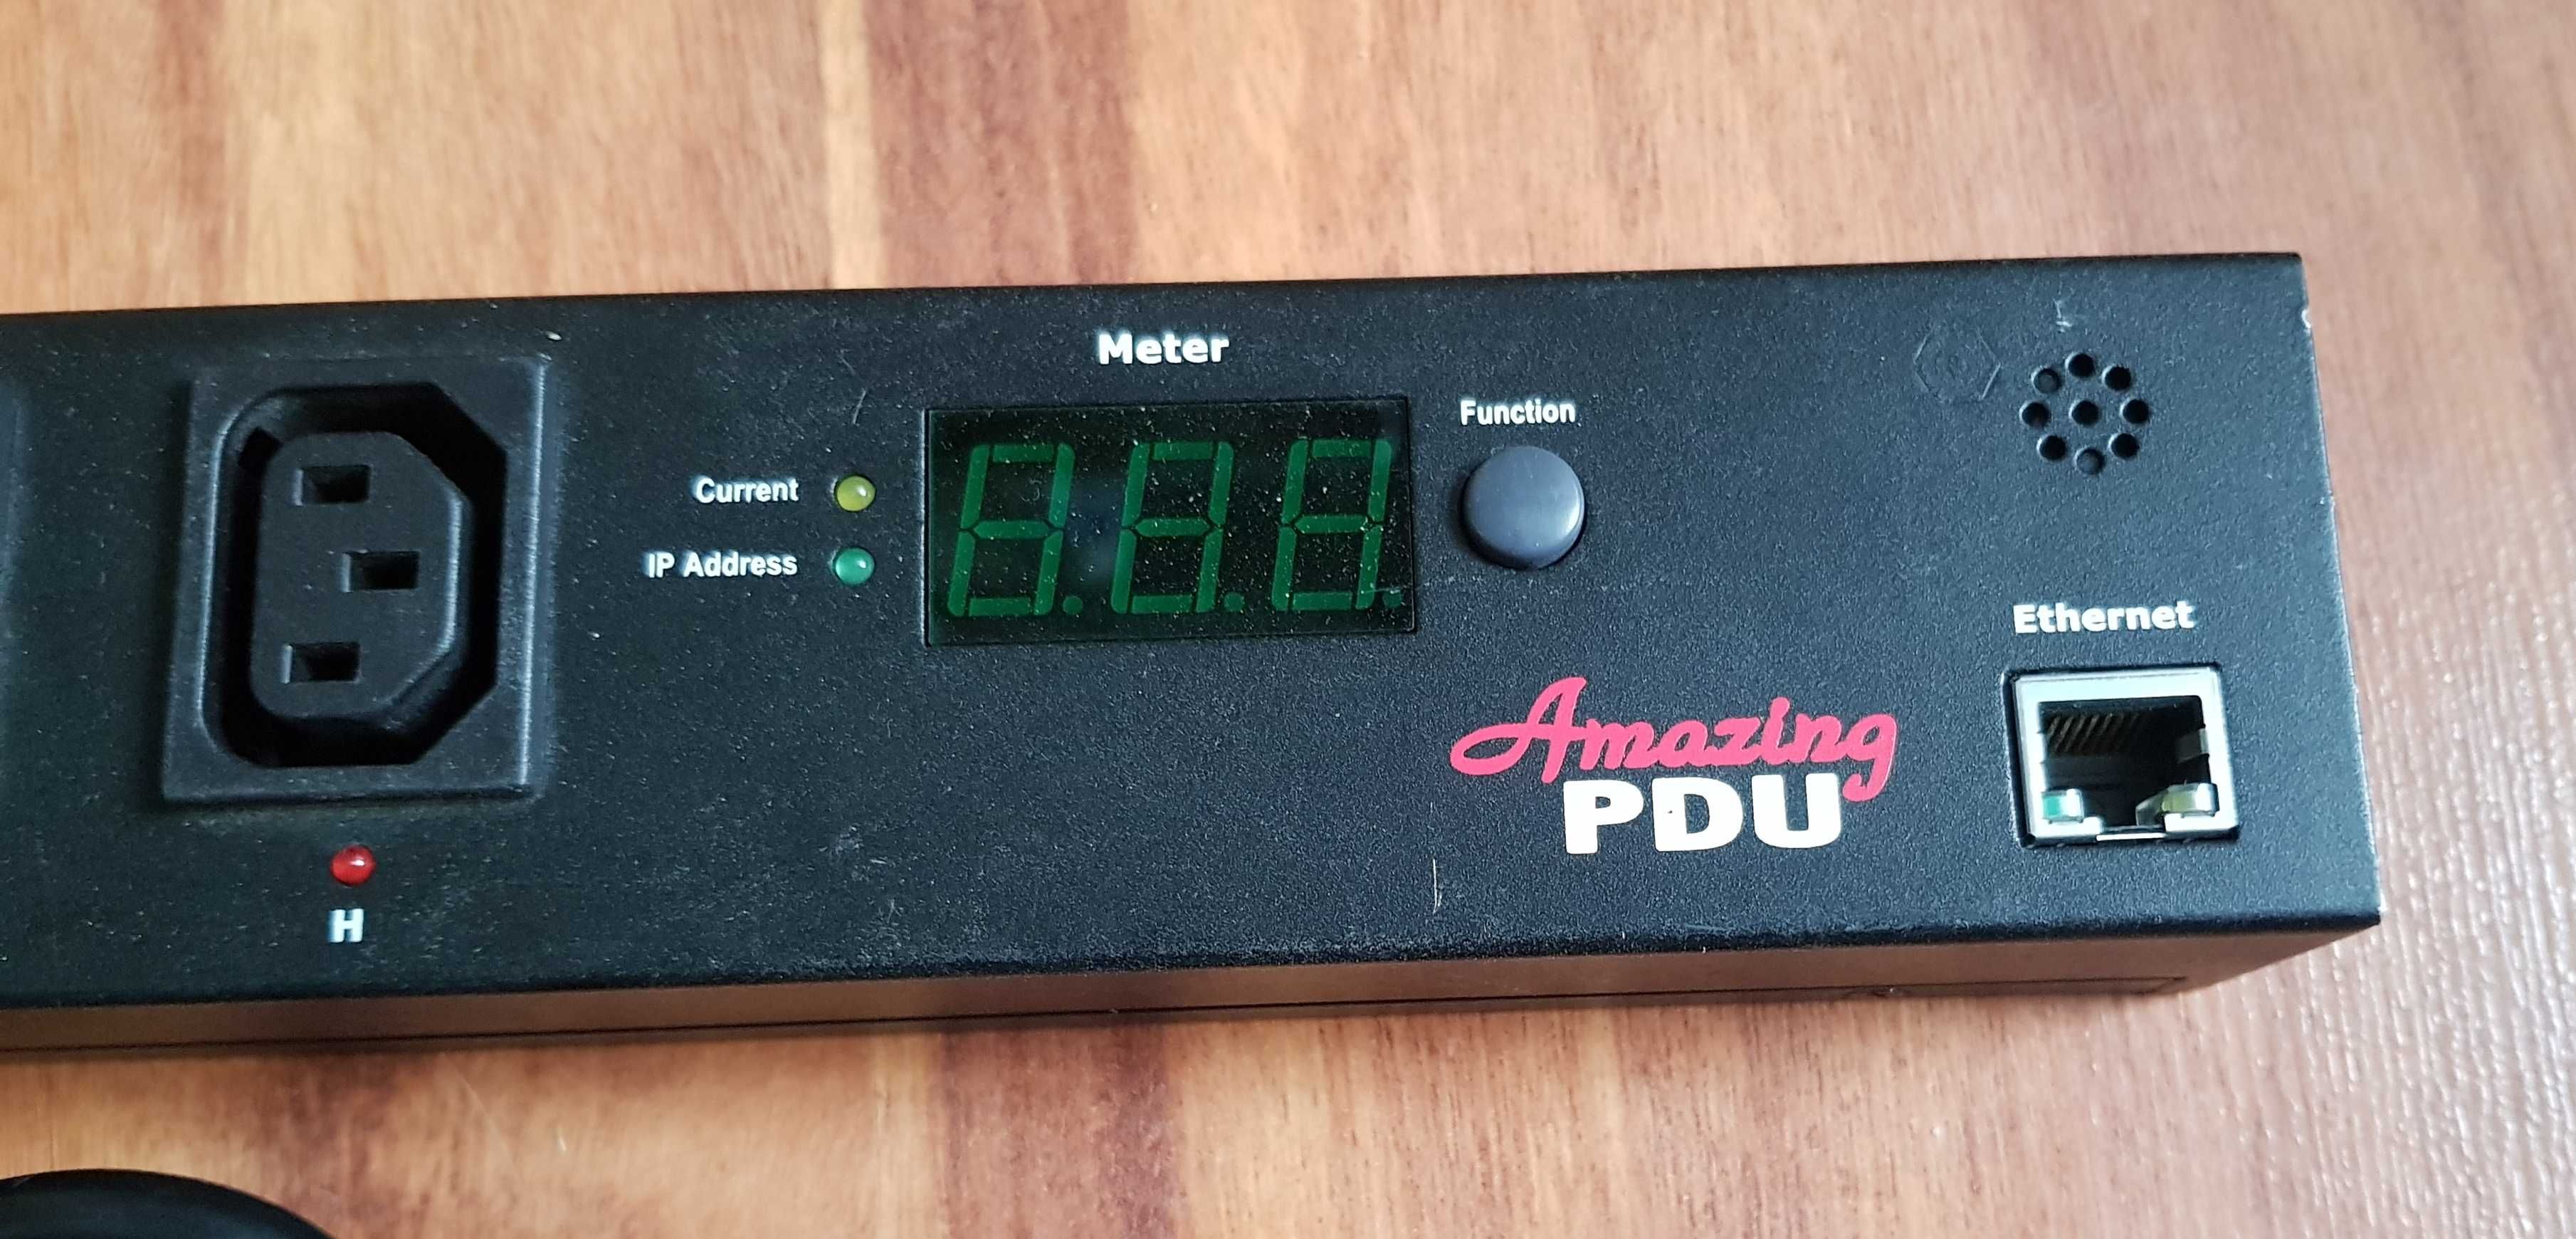 Meter
Function
Current
IP Address
Ethernet
Amazing
PDU
H